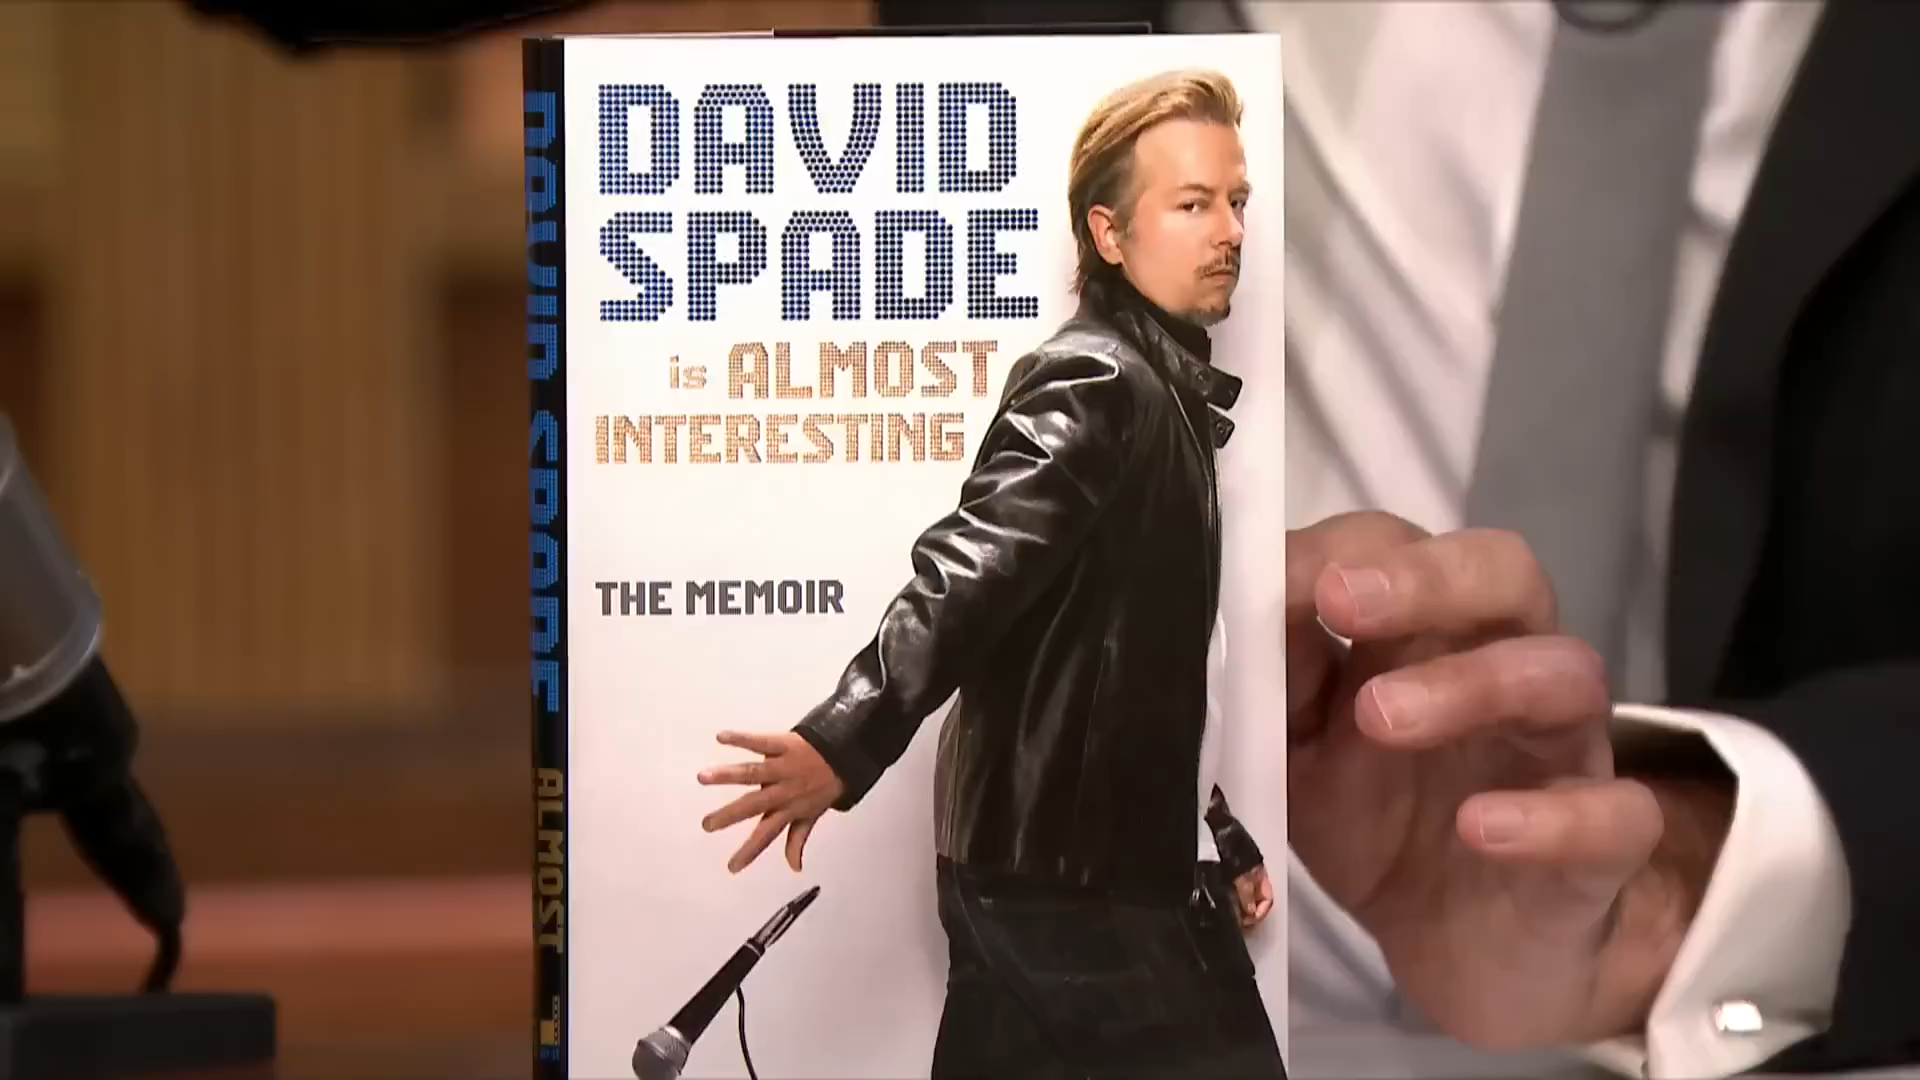 DAVID
SPADE
is ALMOST
INTERESTING
THE MEMOIR
DAVID SPADE ALMOST